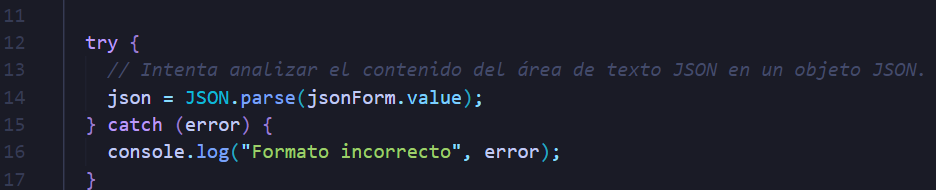 11
12 try {
13 // Intenta analizar el contenido del área de texto JSON en un objeto JSON.
14 json = JSON.parse(jsonForm.value);
15 } catch (error) {
16 console.log("Formato incorrecto", error);
17 }